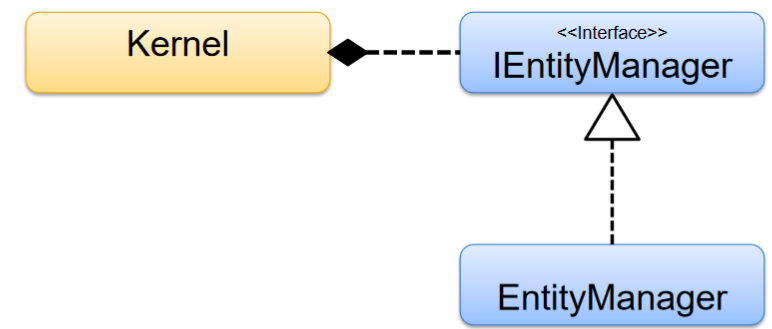 Kernel
<<Interface>>
IEntityManager
EntityManager